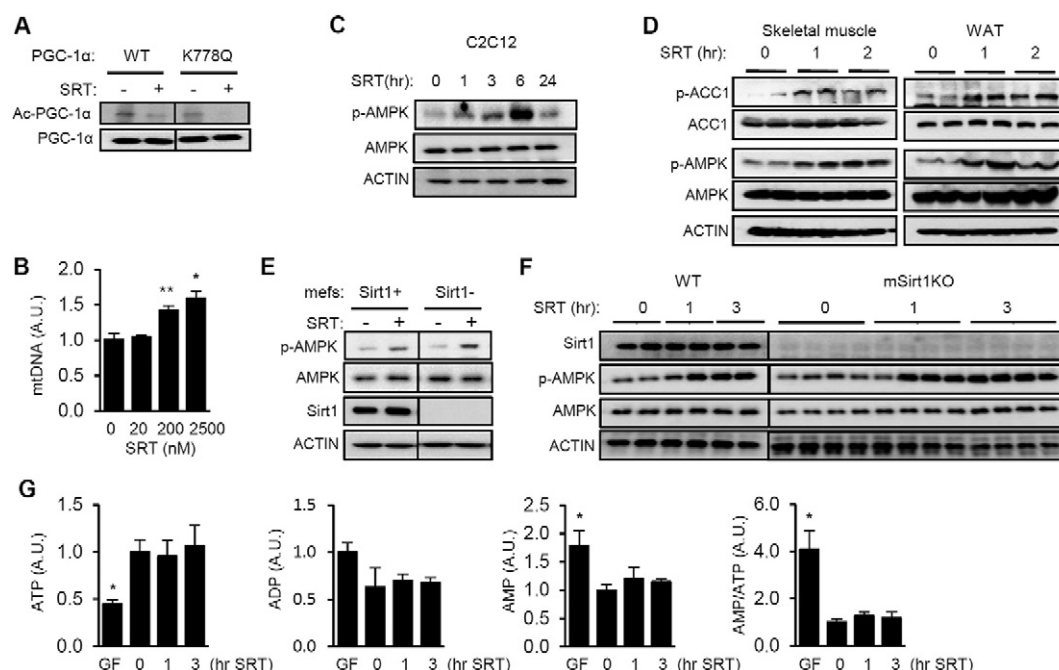 A
PGC-1α: WT K778Q
SRT: - + - +
Ac-PGC-1α
PGC-1α
B
mtDNA (A.U.)
2.0
1.5
1.0
0.5
0.0
** *
0 20 200 2500
SRT (nM)
C
C2C12
SRT(hr): 0 1 3 6 24
p-AMPK
AMPK
ACTIN
D
Skeletal muscle WAT
SRT (hr): 0 1 2 0 1 2
p-ACC1
ACC1
p-AMPK
AMPK
ACTIN
E
mefs: Sirt1+ Sirt1-
SRT: - + - +
p-AMPK
AMPK
Sirt1
ACTIN
F
WT mSirt1KO
SRT (hr): 0 1 3 0 1 3
Sirt1
p-AMPK
AMPK
ACTIN
G
ATP (A.U.)
1.5
1.0
0.5
0.0
*
GF 0 1 3 (hr SRT)
ADP (A.U.)
1.5
1.0
0.5
0.0
GF 0 1 3 (hr SRT)
AMP (A.U.)
2.5
2.0
1.5
1.0
0.5
0.0
*
GF 0 1 3 (hr SRT)
AMP/ATP (A.U.)
6.0
4.0
2.0
0.0
*
GF 0 1 3 (hr SRT)